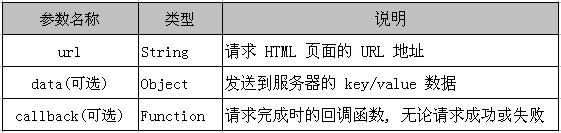 参数名称 类型 说明
url String 请求 HTML 页面的 URL 地址
data(可选) Object 发送到服务器的 key/value 数据
callback(可选) Function 请求完成时的回调函数, 无论请求成功或失败